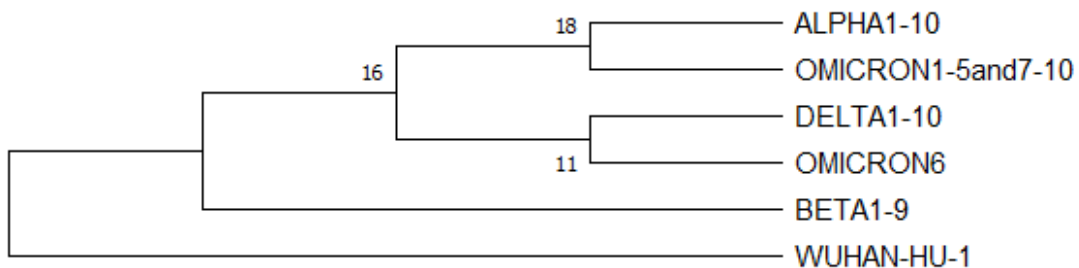 18
ALPHA1-10
OMICRON1-5and7-10
16
DELTA1-10
11
OMICRON6
BETA1-9
WUHAN-HU-1